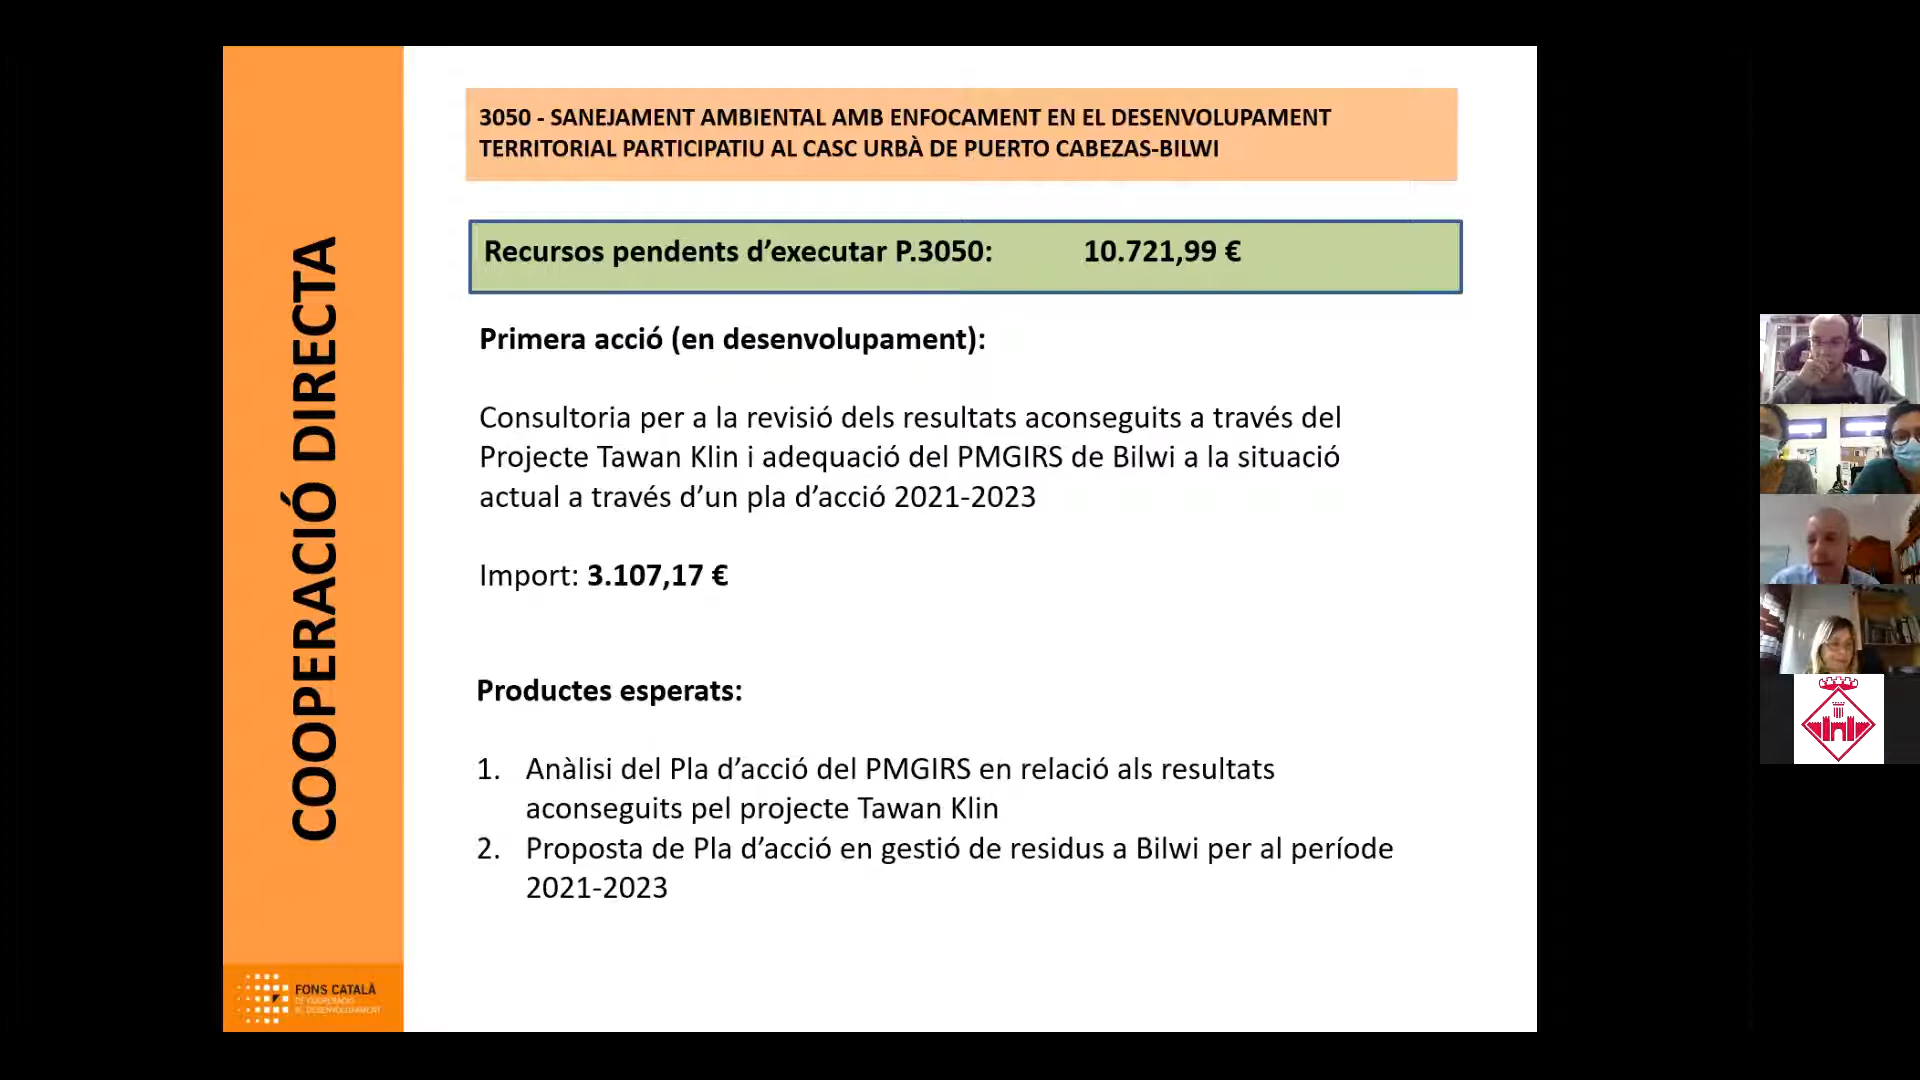 3050 - SANEJAMENT AMBIENTAL AMB ENFOCAMENT EN EL DESENVOLUPAMENT
TERRITORIAL PARTICIPATIU AL CASC URBÀ DE PUERTO CABEZAS-BILWI
Recursos pendents d’executar P.3050: 10.721,99 €
Primera acció (en desenvolupament):
Consultoria per a la revisió dels resultats aconseguits a través del
Projecte Tawan Klin i adequació del PMGIRS de Bilwi a la situació
actual a través d’un pla d’acció 2021-2023
Import: 3.107,17 €
Productes esperats:
1. Anàlisi del Pla d’acció del PMGIRS en relació als resultats
aconseguits pel projecte Tawan Klin
2. Proposta de Pla d’acció en gestió de residus a Bilwi per al període
2021-2023
COOPERACIÓ DIRECTA
FONS CATALÀ
DE COOPERACIÓ
AL DESENVOLUPAMENT